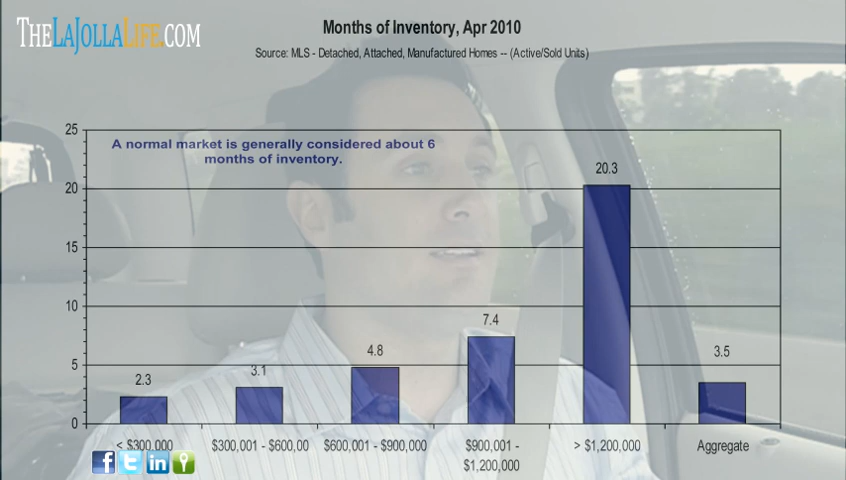 THELAJOLLALIFE.COM
Months of Inventory, Apr 2010
Source: MLS - Detached, Attached, Manufactured Homes -- (Active/Sold Units)
25
A normal market is generally considered about 6
months of inventory.
20
20.3
15
10
7.4
5
4.8
3.1
3.5
2.3
0
< $300,000
$300,001 - $600,00
$600,001 - $900,000
$900,001 -
$1,200,000
> $1,200,000
Aggregate
f t in